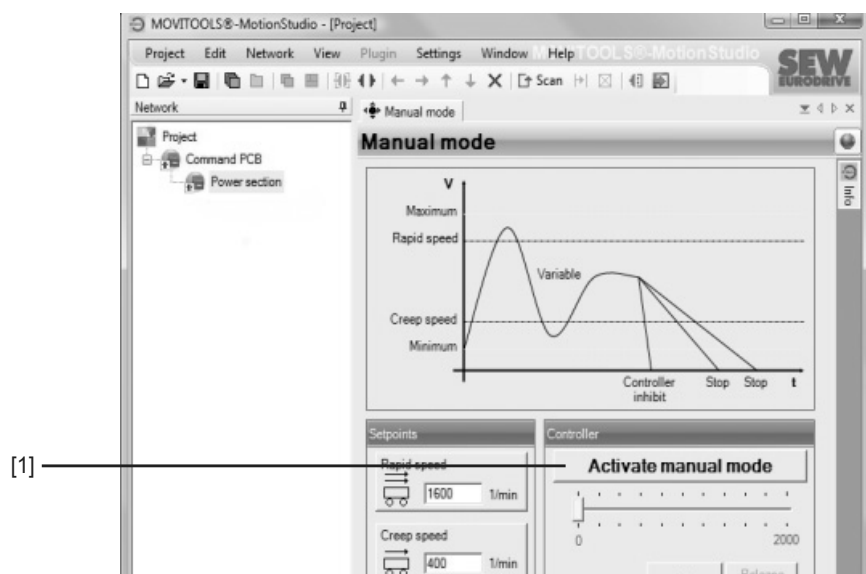 MOVITOOLS®-MotionStudio - [Project]
Project Edit Network View Plugin Settings Window Help
SEW
EURODRIVE
Scan
Network
Manual mode
Project
Command PCB
Power section
Manual mode
Info
V
Maximum
Rapid speed
Variable
Creep speed
Minimum
Controller inhibit
Stop
Stop
t
Setpoints
Controller
[1]
Rapid speed
1600 1/min
Activate manual mode
0 2000
Creep speed
400 1/min
Release